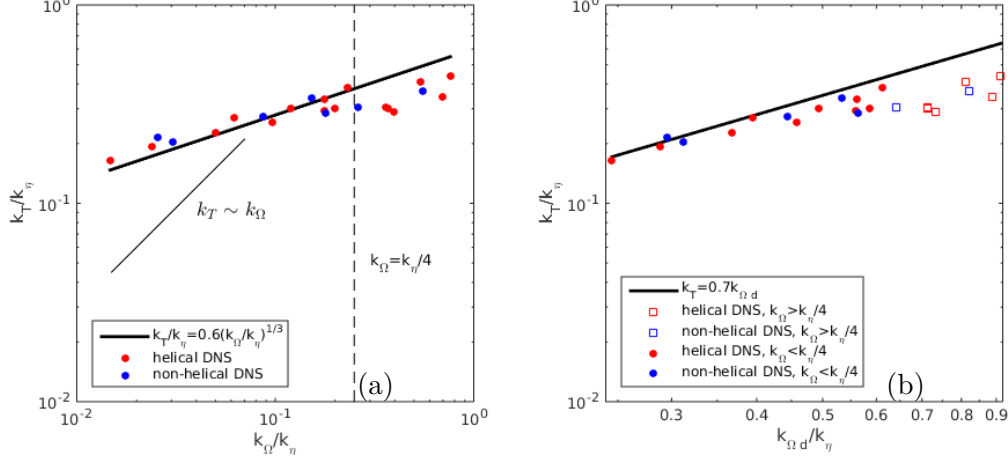 10^0
10^-1
10^-2
k_T/k_η
k_T ∼ k_Ω
k_Ω=k_η/4
k_T/k_η=0.6(k_Ω/k_η)^1/3
helical DNS
non-helical DNS
(a)
10^-2
10^-1
10^0
k_Ω/k_η
10^0
10^-1
10^-2
k_T/k_η
k_T=0.7k_Ω d
helical DNS, k_Ω>k_η/4
non-helical DNS, k_Ω>k_η/4
helical DNS, k_Ω<k_η/4
non-helical DNS, k_Ω<k_η/4
(b)
0.3
0.4
0.5
0.6
0.7
0.8
0.9
k_Ω d/k_η